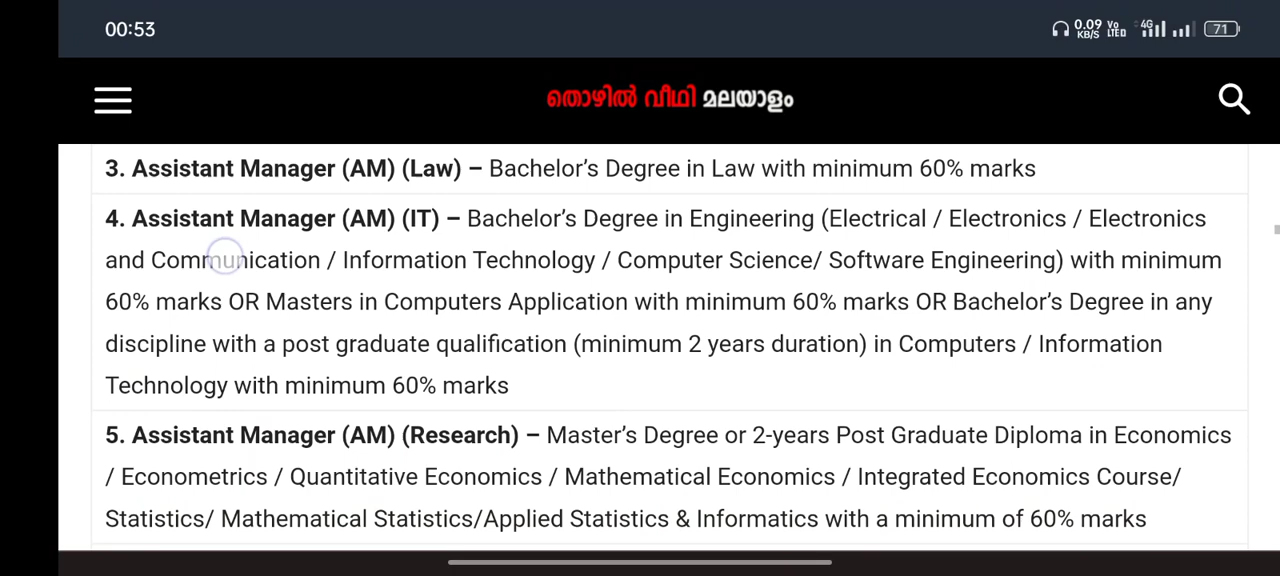 00:53
0.09 KB/S Vo LTE 4G 71
തൊഴിൽ വീഥി മലയാളം
3. Assistant Manager (AM) (Law) – Bachelor’s Degree in Law with minimum 60% marks
4. Assistant Manager (AM) (IT) – Bachelor’s Degree in Engineering (Electrical / Electronics / Electronics
and Communication / Information Technology / Computer Science/ Software Engineering) with minimum
60% marks OR Masters in Computers Application with minimum 60% marks OR Bachelor’s Degree in any
discipline with a post graduate qualification (minimum 2 years duration) in Computers / Information
Technology with minimum 60% marks
5. Assistant Manager (AM) (Research) – Master’s Degree or 2-years Post Graduate Diploma in Economics
/ Econometrics / Quantitative Economics / Mathematical Economics / Integrated Economics Course/
Statistics/ Mathematical Statistics/Applied Statistics & Informatics with a minimum of 60% marks